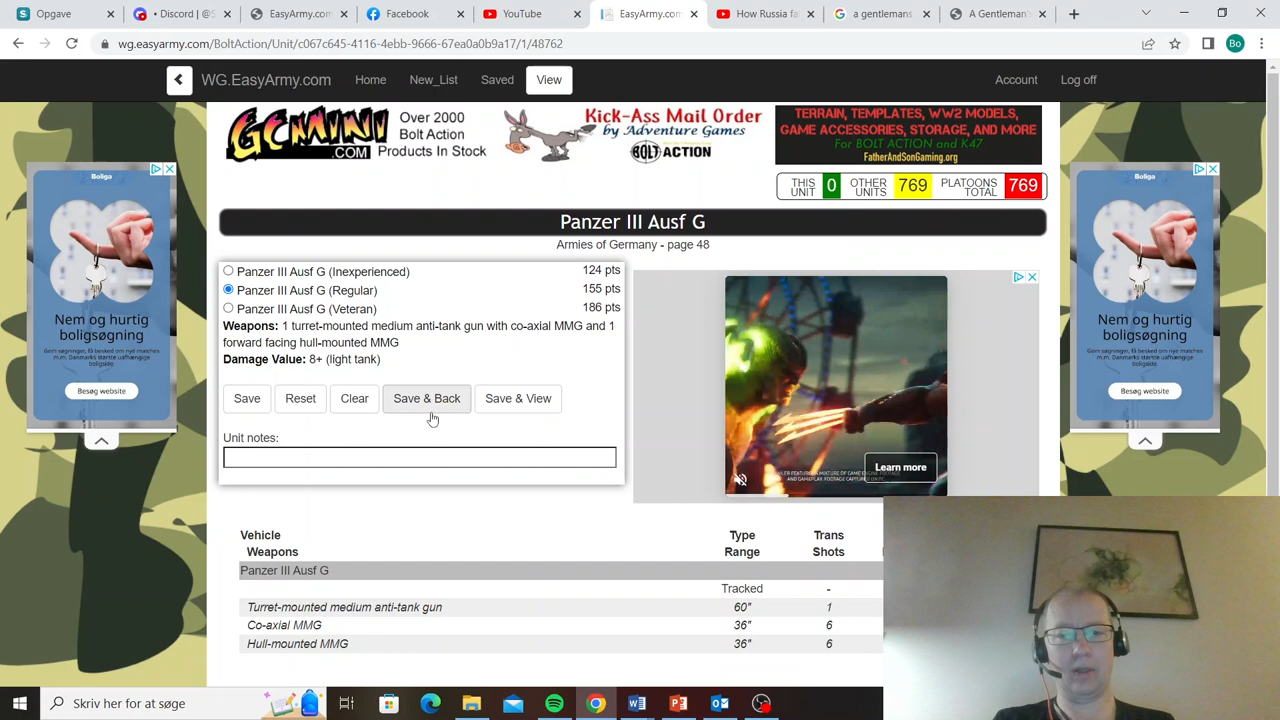 Opgave
• Discord | @S
EasyArmy.com
Facebook
YouTube
EasyArmy.com
How Russia fa
a gentlemans
A Gentleman'
wg.easyarmy.com/BoltAction/Unit/c067c645-4116-4ebb-9666-67ea0a0b9a17/1/48762
Bo
WG.EasyArmy.com
Home
New_List
Saved
View
Account
Log off
GCMINI
.COM
Over 2000
Bolt Action
Products In Stock
Kick-Ass Mail Order
by Adventure Games
BOLT ACTION
TERRAIN, TEMPLATES, WW2 MODELS,
GAME ACCESSORIES, STORAGE, AND MORE
For BOLT ACTION and K47
FatherAndSonGaming.org
THIS UNIT 0 OTHER UNITS 769 PLATOONS TOTAL 769
Panzer III Ausf G
Armies of Germany - page 48
Panzer III Ausf G (Inexperienced) 124 pts
Panzer III Ausf G (Regular) 155 pts
Panzer III Ausf G (Veteran) 186 pts
Weapons: 1 turret-mounted medium anti-tank gun with co-axial MMG and 1
forward facing hull-mounted MMG
Damage Value: 8+ (light tank)
Save
Reset
Clear
Save & Back
Save & View
Unit notes:
Boliga
Nem og hurtig
boligsøgning
Besøg website
Learn more
Boliga
Nem og hurtig
boligsøgning
Besøg website
Vehicle Type Trans
Weapons Range Shots
Panzer III Ausf G
Tracked -
Turret-mounted medium anti-tank gun 60" 1
Co-axial MMG 36" 6
Hull-mounted MMG 36" 6
Skriv her for at søge